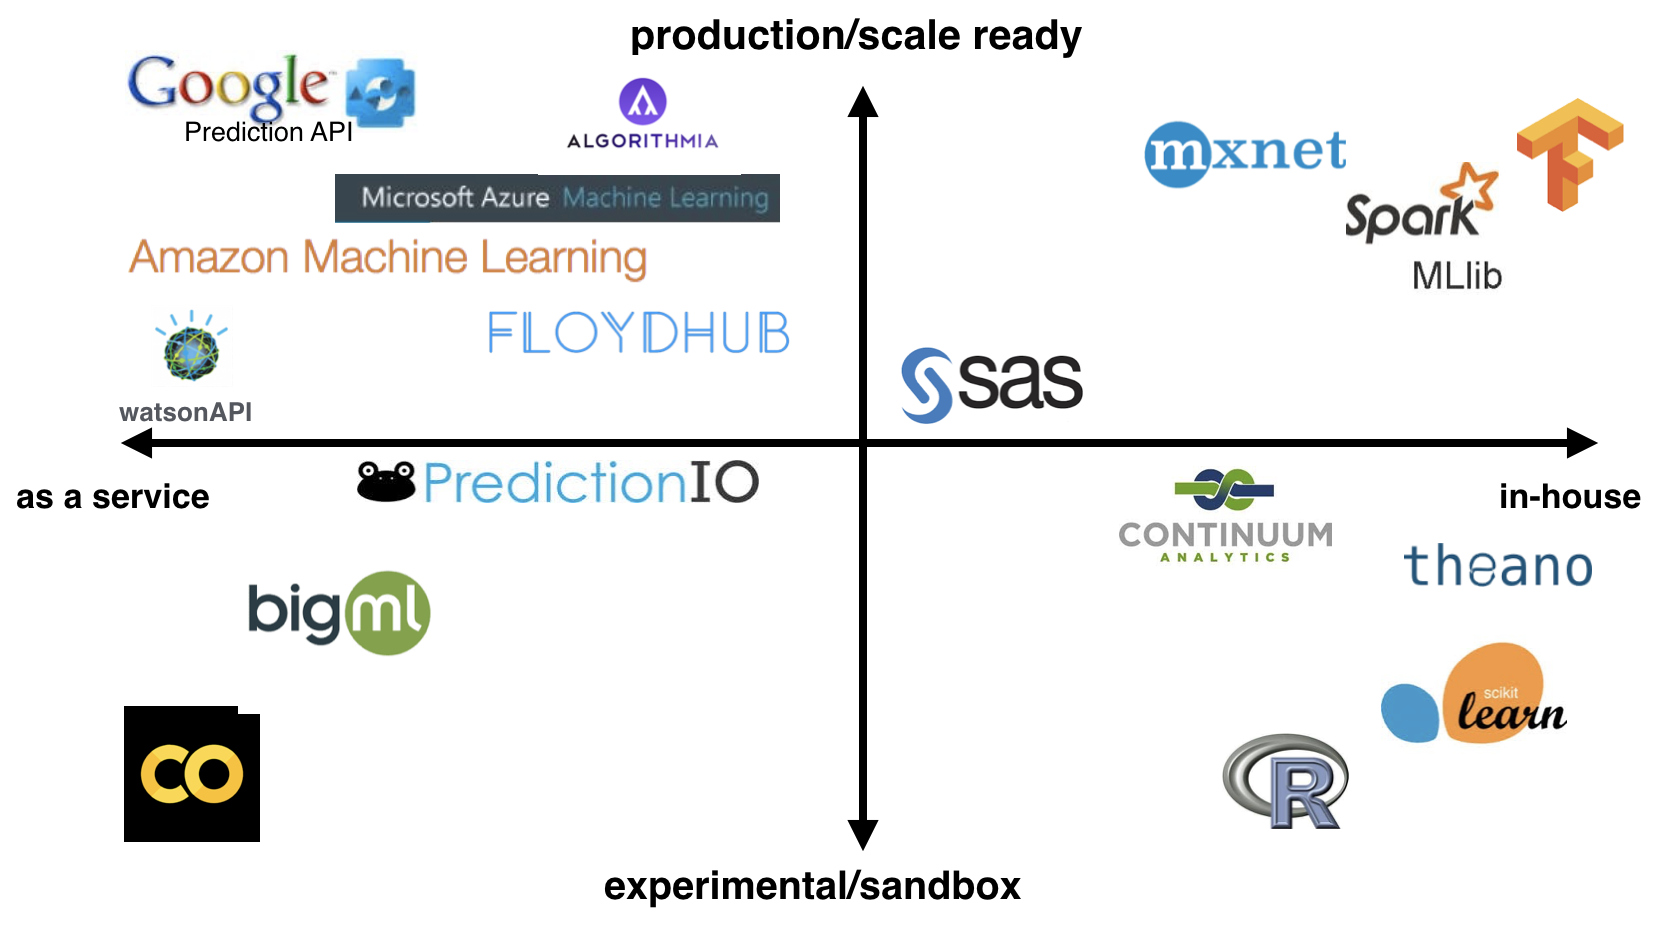 production/scale ready
Google™
Prediction API
ALGORITHMIA
Microsoft Azure Machine Learning
Amazon Machine Learning
FLOYDHUB
watsonAPI
mxnet
Spark
MLlib
sas
as a service
in-house
PredictionIO
bigml
CO
CONTINUUM
ANALYTICS
theano
scikit
learn
R
experimental/sandbox